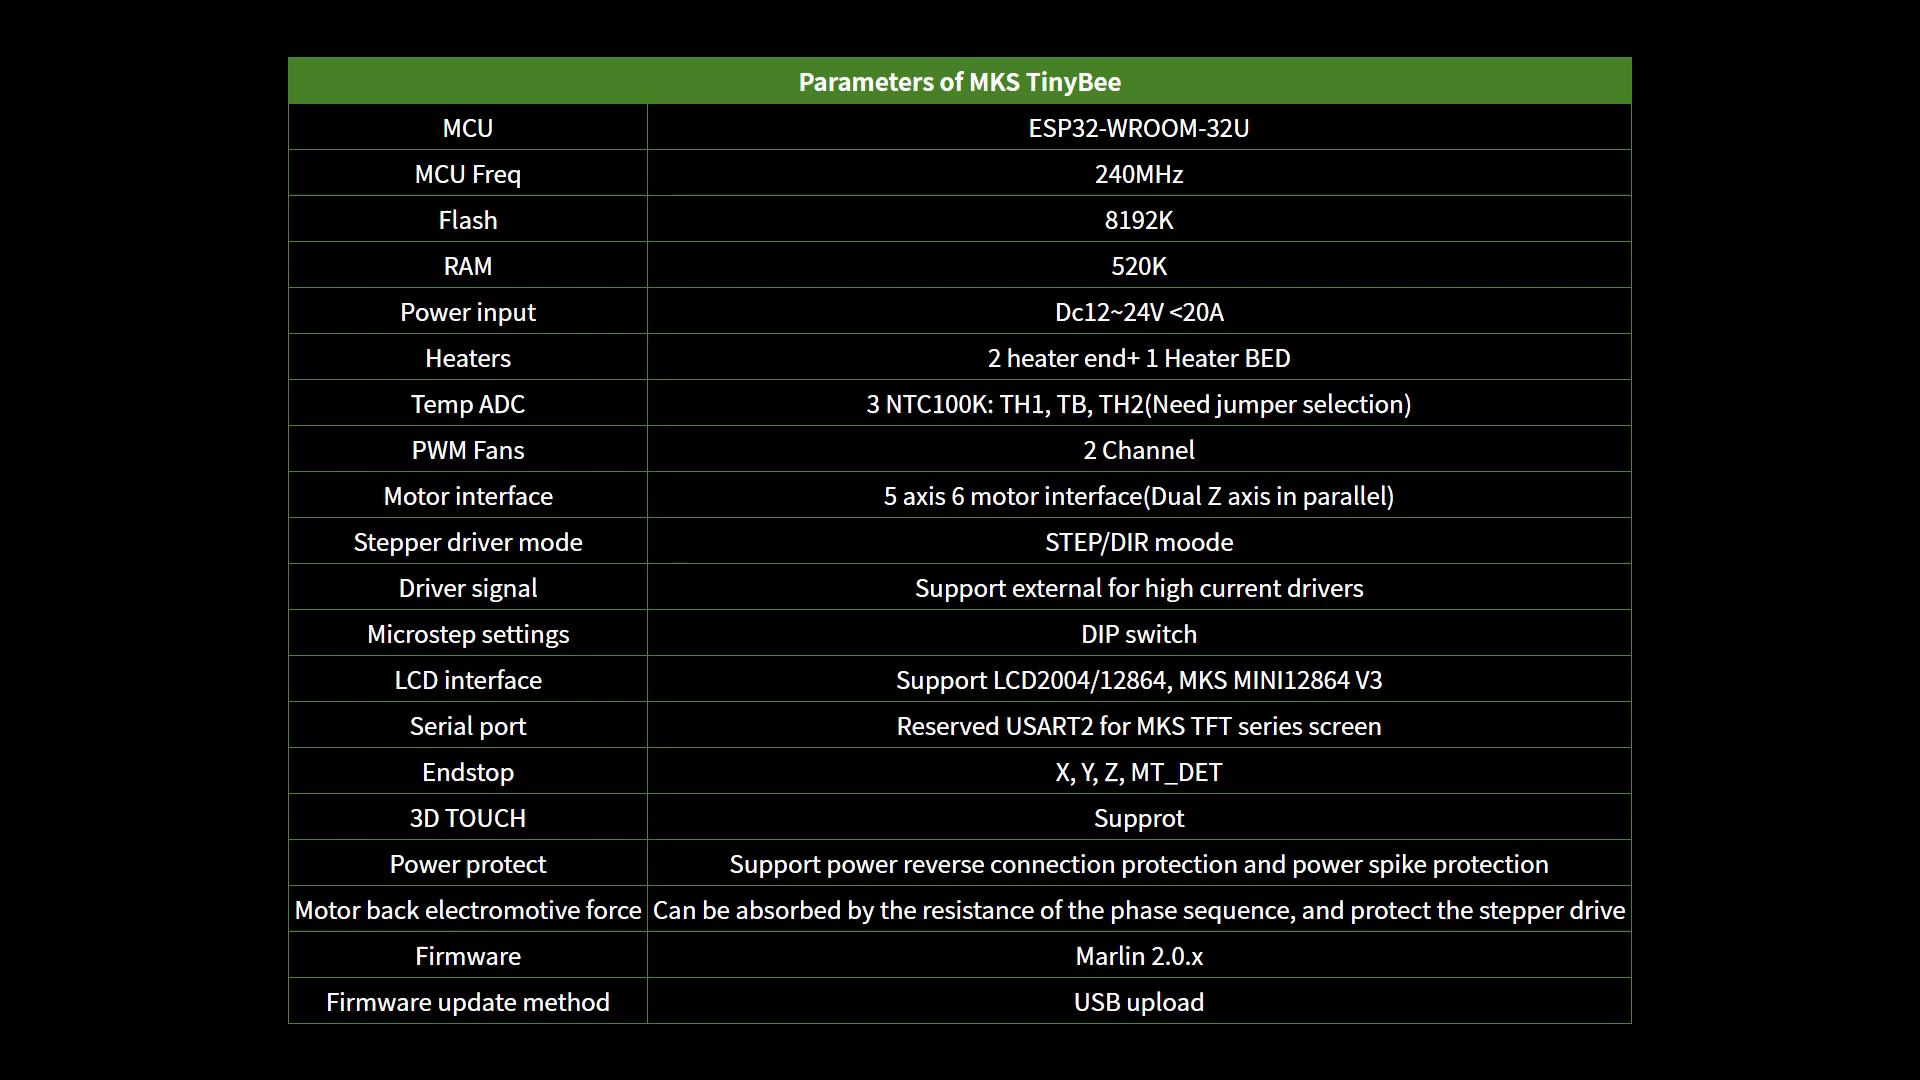 Parameters of MKS TinyBee
MCU ESP32-WROOM-32U
MCU Freq 240MHz
Flash 8192K
RAM 520K
Power input Dc12~24V <20A
Heaters 2 heater end+ 1 Heater BED
Temp ADC 3 NTC100K: TH1, TB, TH2(Need jumper selection)
PWM Fans 2 Channel
Motor interface 5 axis 6 motor interface(Dual Z axis in parallel)
Stepper driver mode STEP/DIR moode
Driver signal Support external for high current drivers
Microstep settings DIP switch
LCD interface Support LCD2004/12864, MKS MINI12864 V3
Serial port Reserved USART2 for MKS TFT series screen
Endstop X, Y, Z, MT_DET
3D TOUCH Supprot
Power protect Support power reverse connection protection and power spike protection
Motor back electromotive force Can be absorbed by the resistance of the phase sequence, and protect the stepper drive
Firmware Marlin 2.0.x
Firmware update method USB upload